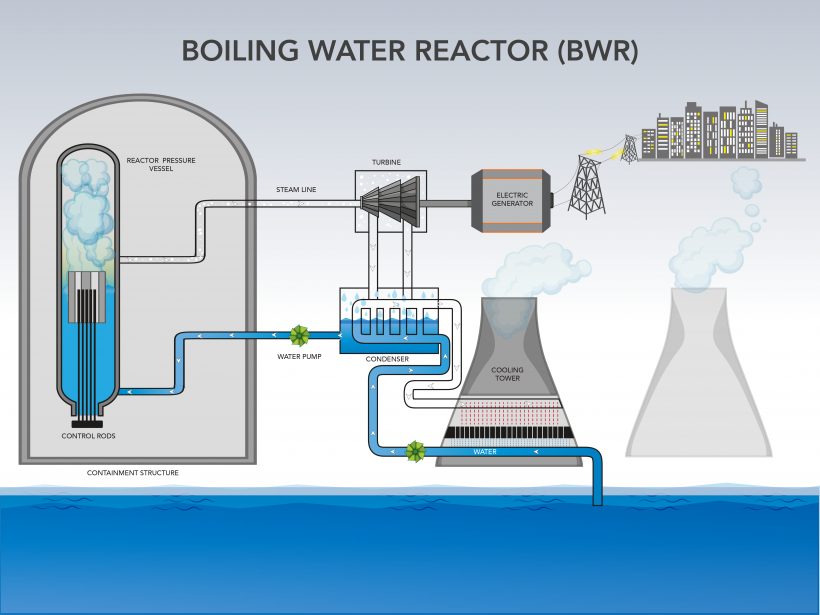 BOILING WATER REACTOR (BWR)
REACTOR PRESSURE
VESSEL
TURBINE
STEAM LINE
ELECTRIC
GENERATOR
WATER PUMP
CONDENSER
COOLING
TOWER
CONTROL RODS
WATER
CONTAINMENT STRUCTURE